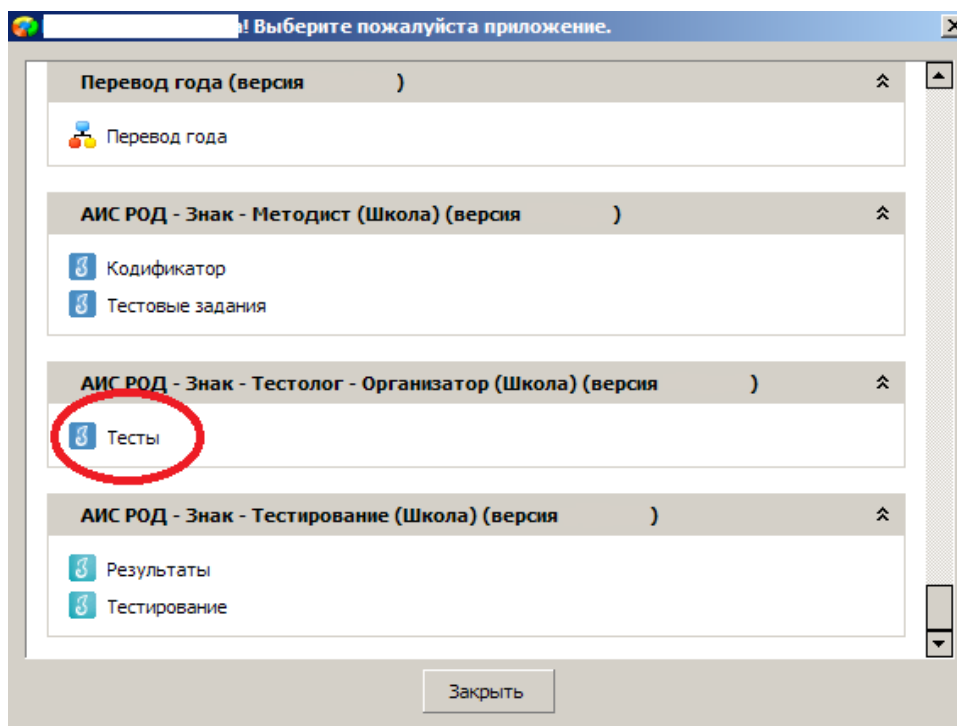 ! Выберите пожалуйста приложение.
Перевод года (версия )
Перевод года
АИС РОД - Знак - Методист (Школа) (версия )
Кодификатор
Тестовые задания
АИС РОД - Знак - Тестолог - Организатор (Школа) (версия )
Тесты
АИС РОД - Знак - Тестирование (Школа) (версия )
Результаты
Тестирование
Закрыть